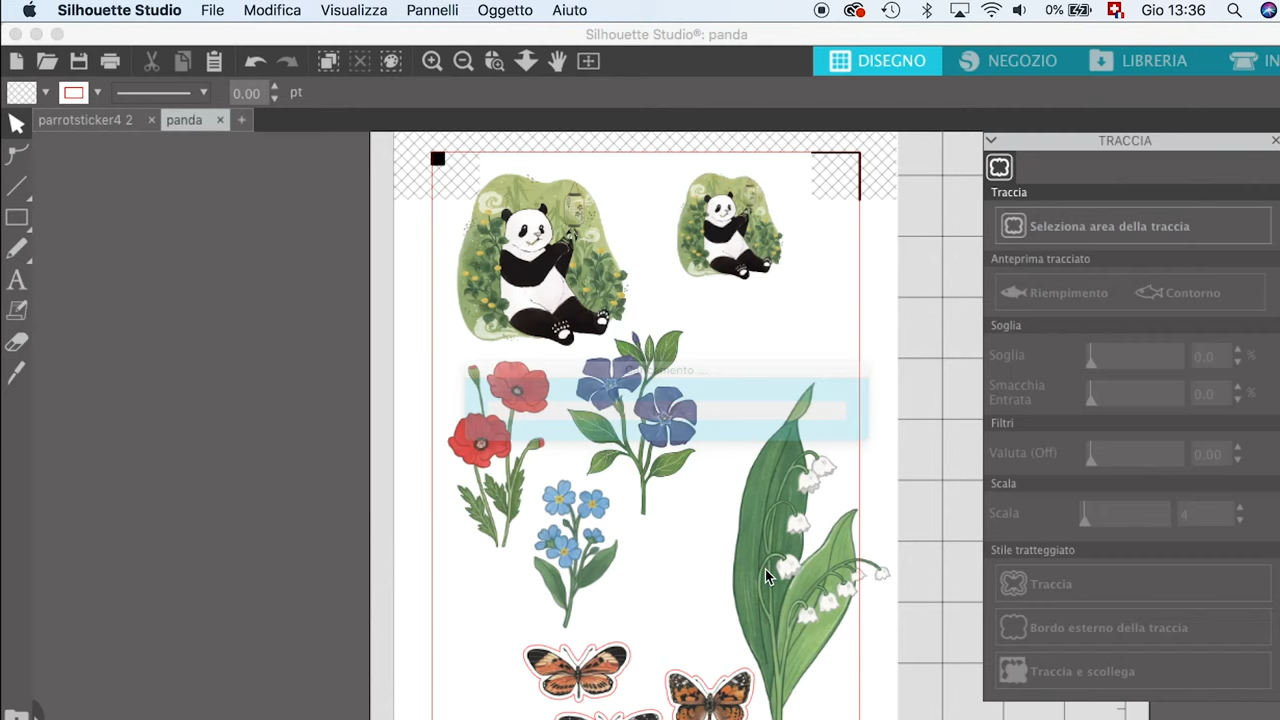 Silhouette Studio File Modifica Visualizza Pannelli Oggetto Aiuto 0% Gio 13:36
Silhouette Studio®: panda
DISEGNO NEGOZIO LIBRERIA IN
0.00 pt
parrotsticker4 2 × panda × +
TRACCIA
Traccia
Seleziona area della traccia
Anteprima tracciato
Riempimento Contorno
Soglia
Soglia 0.0 %
Smacchia
Entrata 0.0 %
Filtri
Valuta (Off) 0.00
Scala
Scala 4
Stile tratteggiato
Traccia
Bordo esterno della traccia
Traccia e scollega